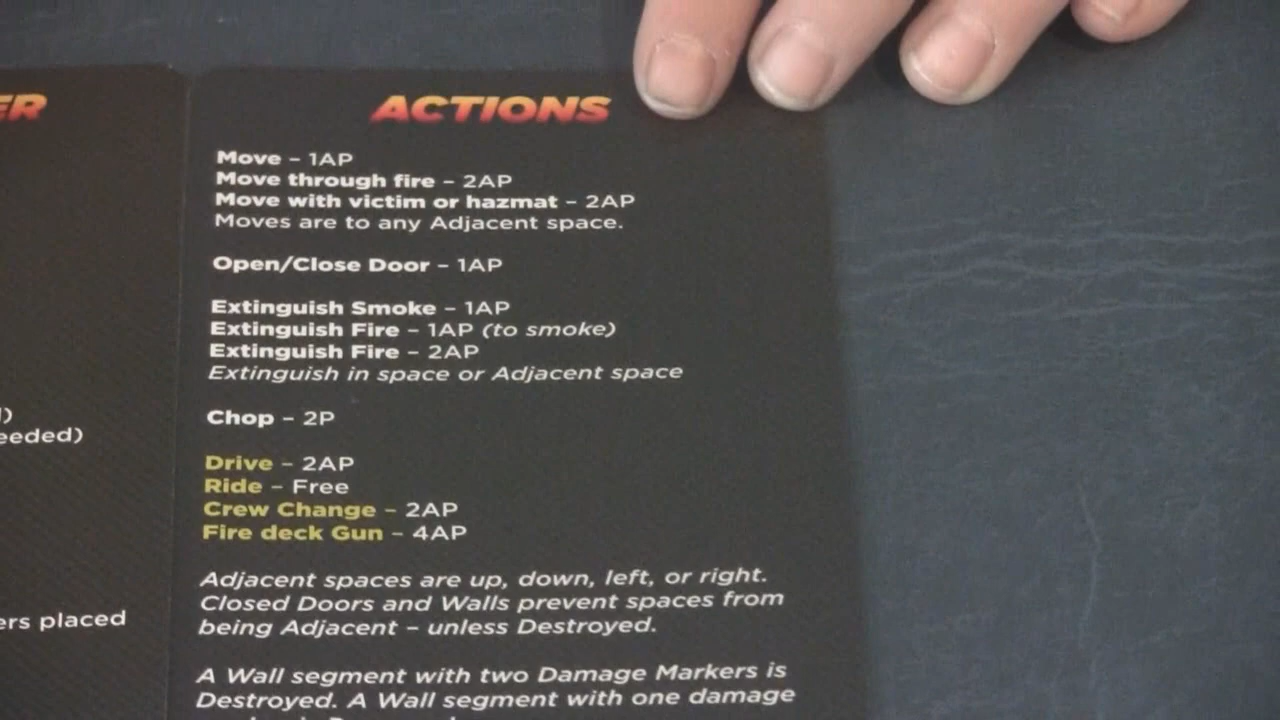 ER
ACTIONS
Move – 1AP
Move through fire – 2AP
Move with victim or hazmat – 2AP
Moves are to any Adjacent space.
Open/Close Door – 1AP
Extinguish Smoke – 1AP
Extinguish Fire – 1AP (to smoke)
Extinguish Fire – 2AP
Extinguish in space or Adjacent space
)
eeded)
Chop – 2P
Drive – 2AP
Ride – Free
Crew Change – 2AP
Fire deck Gun – 4AP
Adjacent spaces are up, down, left, or right.
Closed Doors and Walls prevent spaces from
being Adjacent – unless Destroyed.
ers placed
A Wall segment with two Damage Markers is
Destroyed. A Wall segment with one damage